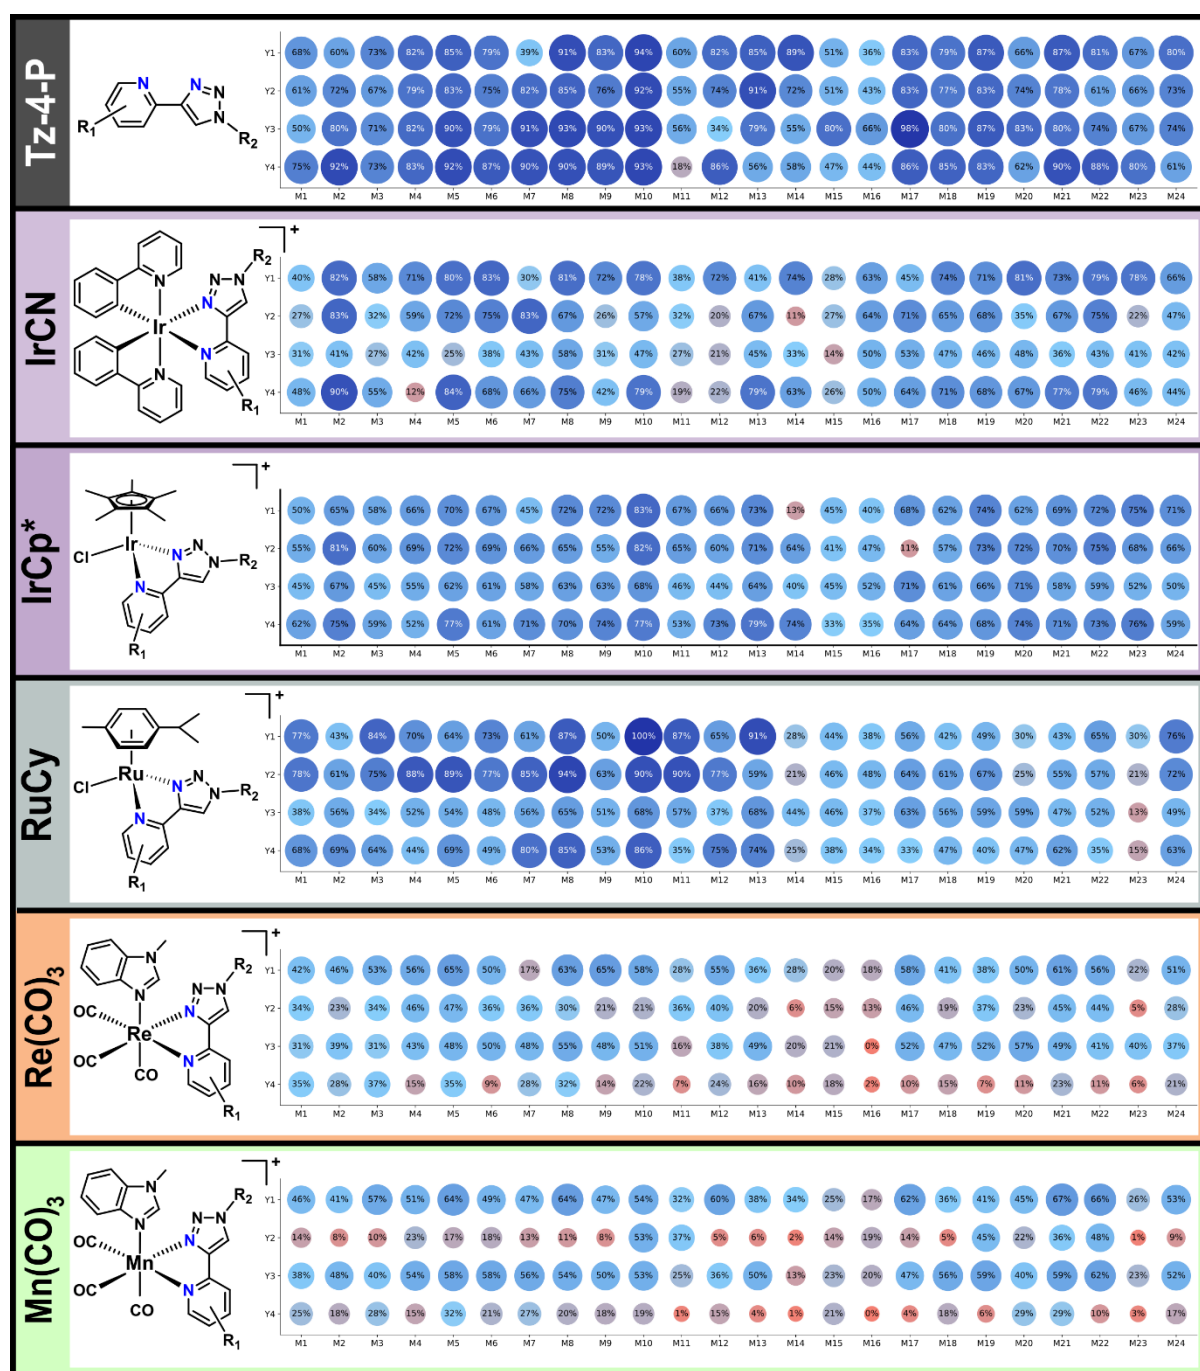 Tz-4-P
N
N
N
N
R1
R2
Y1 68% 60% 73% 82% 85% 79% 39% 91% 83% 94% 60% 82% 85% 89% 51% 36% 83% 79% 87% 66% 87% 81% 67% 80%
Y2 61% 72% 67% 79% 83% 75% 82% 85% 76% 92% 55% 74% 91% 72% 51% 43% 83% 77% 83% 74% 78% 61% 66% 73%
Y3 50% 80% 71% 82% 90% 79% 91% 93% 90% 93% 56% 34% 79% 55% 80% 66% 98% 80% 87% 83% 80% 74% 67% 74%
Y4 75% 92% 73% 83% 92% 87% 90% 90% 89% 93% 18% 86% 56% 58% 47% 44% 86% 85% 83% 62% 90% 88% 80% 61%
M1 M2 M3 M4 M5 M6 M7 M8 M9 M10 M11 M12 M13 M14 M15 M16 M17 M18 M19 M20 M21 M22 M23 M24
IrCN
+
R2
N
N-N
N
Ir
N
N
R1
Y1 40% 82% 58% 71% 80% 83% 30% 81% 72% 78% 38% 72% 41% 74% 28% 63% 45% 74% 71% 81% 73% 79% 78% 66%
Y2 27% 83% 32% 59% 72% 75% 83% 67% 26% 57% 32% 20% 67% 11% 27% 64% 71% 65% 68% 35% 67% 75% 22% 47%
Y3 31% 41% 27% 42% 25% 38% 43% 58% 31% 47% 27% 21% 45% 33% 14% 50% 53% 47% 46% 48% 36% 43% 41% 42%
Y4 48% 90% 55% 12% 84% 68% 66% 75% 42% 79% 19% 22% 79% 63% 26% 50% 64% 71% 68% 67% 77% 79% 46% 44%
M1 M2 M3 M4 M5 M6 M7 M8 M9 M10 M11 M12 M13 M14 M15 M16 M17 M18 M19 M20 M21 M22 M23 M24
IrCp*
+
Ir
Cl
N
N
N
N
R2
R1
Y1 50% 65% 58% 66% 70% 67% 45% 72% 72% 83% 67% 66% 73% 13% 45% 40% 68% 62% 74% 62% 69% 72% 75% 71%
Y2 55% 81% 60% 69% 72% 69% 66% 65% 55% 82% 65% 60% 71% 64% 41% 47% 11% 57% 73% 72% 70% 75% 68% 66%
Y3 45% 67% 45% 55% 62% 61% 58% 63% 63% 68% 46% 44% 64% 40% 45% 52% 71% 61% 66% 71% 58% 59% 52% 50%
Y4 62% 75% 59% 52% 77% 61% 71% 70% 74% 77% 53% 73% 79% 74% 33% 35% 64% 64% 68% 74% 71% 73% 76% 59%
M1 M2 M3 M4 M5 M6 M7 M8 M9 M10 M11 M12 M13 M14 M15 M16 M17 M18 M19 M20 M21 M22 M23 M24
RuCy
+
Ru
Cl
N
N
N
N
R2
R1
Y1 77% 43% 84% 70% 64% 73% 61% 87% 50% 100% 87% 65% 91% 28% 44% 38% 56% 42% 49% 30% 43% 65% 30% 76%
Y2 78% 61% 75% 88% 89% 77% 85% 94% 63% 90% 90% 77% 59% 21% 46% 48% 64% 61% 67% 25% 55% 57% 21% 72%
Y3 38% 56% 34% 52% 54% 48% 56% 65% 51% 68% 57% 37% 68% 44% 46% 37% 63% 56% 59% 59% 47% 52% 13% 49%
Y4 68% 69% 64% 44% 69% 49% 80% 85% 53% 86% 35% 75% 74% 25% 38% 34% 33% 47% 40% 47% 62% 35% 15% 63%
M1 M2 M3 M4 M5 M6 M7 M8 M9 M10 M11 M12 M13 M14 M15 M16 M17 M18 M19 M20 M21 M22 M23 M24
Re(CO)3
+
N
N
R2
N
N-N
N
OC
Re
OC
CO
N
R1
Y1 42% 46% 53% 56% 65% 50% 17% 63% 65% 58% 28% 55% 36% 28% 20% 18% 58% 41% 38% 50% 61% 56% 22% 51%
Y2 34% 23% 34% 46% 47% 36% 36% 30% 21% 21% 36% 40% 20% 6% 15% 13% 46% 19% 37% 23% 45% 44% 5% 28%
Y3 31% 39% 31% 43% 48% 50% 48% 55% 48% 51% 16% 38% 49% 20% 21% 0% 52% 47% 52% 57% 49% 41% 40% 37%
Y4 35% 28% 37% 15% 35% 9% 28% 32% 14% 22% 7% 24% 16% 10% 18% 2% 10% 15% 7% 11% 23% 11% 6% 21%
M1 M2 M3 M4 M5 M6 M7 M8 M9 M10 M11 M12 M13 M14 M15 M16 M17 M18 M19 M20 M21 M22 M23 M24
Mn(CO)3
+
N
N
R2
N
N-N
N
OC
Mn
OC
CO
N
R1
Y1 46% 41% 57% 51% 64% 49% 47% 64% 47% 54% 32% 60% 38% 34% 25% 17% 62% 36% 41% 45% 67% 66% 26% 53%
Y2 14% 8% 10% 23% 17% 18% 13% 11% 8% 53% 37% 5% 6% 2% 14% 19% 14% 5% 45% 22% 36% 48% 1% 9%
Y3 38% 48% 40% 54% 58% 58% 56% 54% 50% 53% 25% 36% 50% 13% 23% 20% 47% 56% 59% 40% 59% 62% 23% 52%
Y4 25% 18% 28% 15% 32% 21% 27% 20% 18% 19% 1% 15% 4% 1% 21% 0% 4% 18% 6% 29% 29% 10% 3% 17%
M1 M2 M3 M4 M5 M6 M7 M8 M9 M10 M11 M12 M13 M14 M15 M16 M17 M18 M19 M20 M21 M22 M23 M24